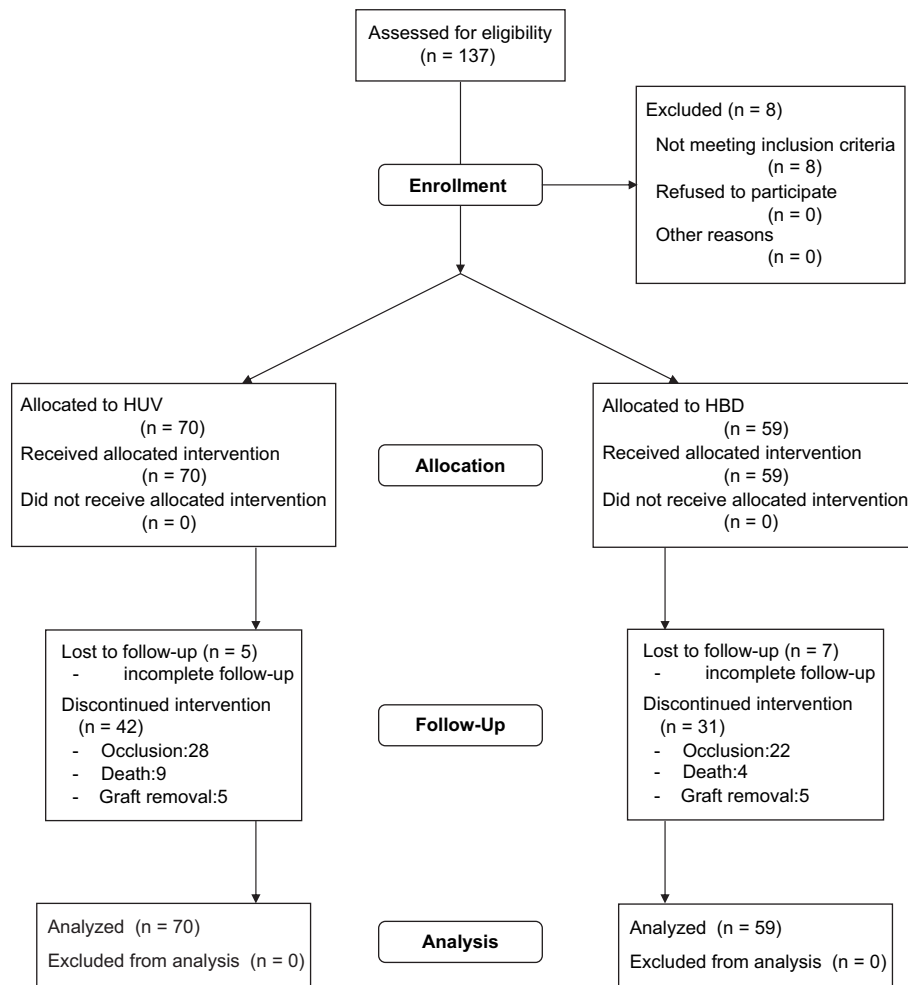 Assessed for eligibility
(n = 137)
Excluded (n = 8)
Not meeting inclusion criteria
(n = 8)
Refused to participate
(n = 0)
Other reasons
(n = 0)
Enrollment
Allocated to HUV
(n = 70)
Received allocated intervention
(n = 70)
Did not receive allocated intervention
(n = 0)
Allocation
Allocated to HBD
(n = 59)
Received allocated intervention
(n = 59)
Did not receive allocated intervention
(n = 0)
Lost to follow-up (n = 5)
- incomplete follow-up
Discontinued intervention
(n = 42)
- Occlusion:28
- Death:9
- Graft removal:5
Follow-Up
Lost to follow-up (n = 7)
- incomplete follow-up
Discontinued intervention
(n = 31)
- Occlusion:22
- Death:4
- Graft removal:5
Analyzed (n = 70)
Excluded from analysis (n = 0)
Analysis
Analyzed (n = 59)
Excluded from analysis (n = 0)